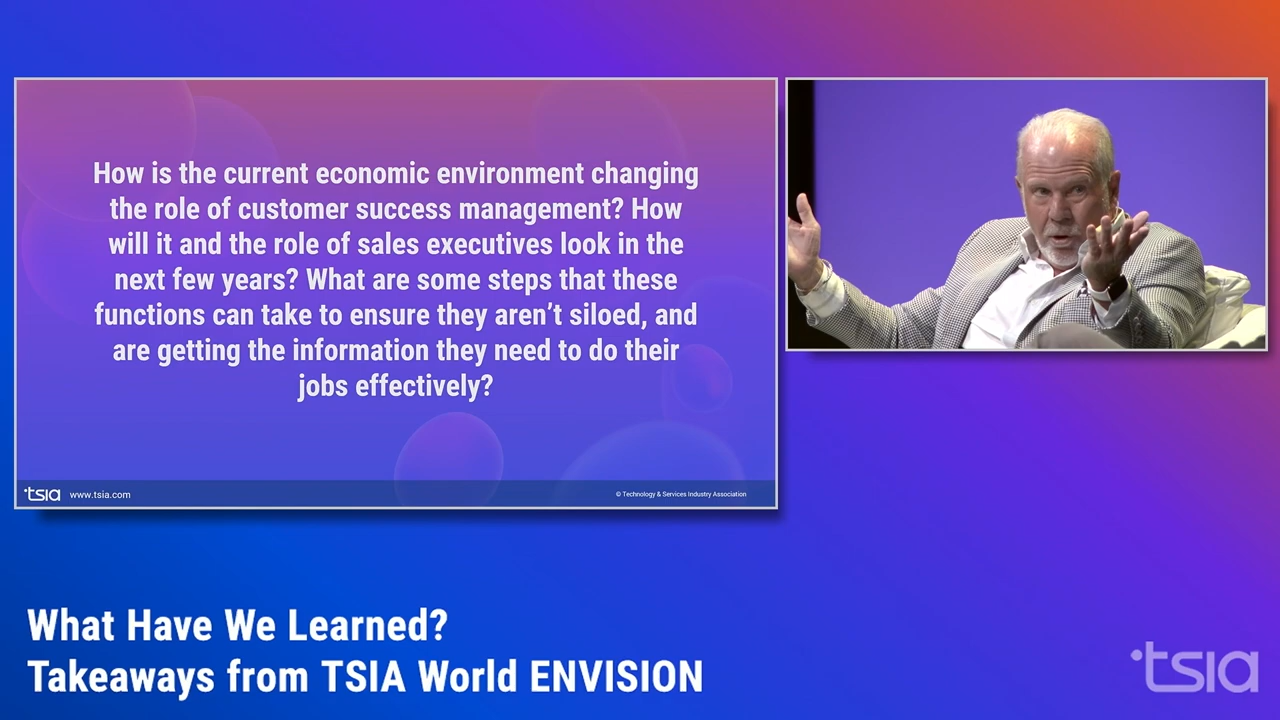 How is the current economic environment changing
the role of customer success management? How
will it and the role of sales executives look in the
next few years? What are some steps that these
functions can take to ensure they aren’t siloed, and
are getting the information they need to do their
jobs effectively?
tsia www.tsia.com © Technology & Services Industry Association
What Have We Learned?
Takeaways from TSIA World ENVISION
tsia